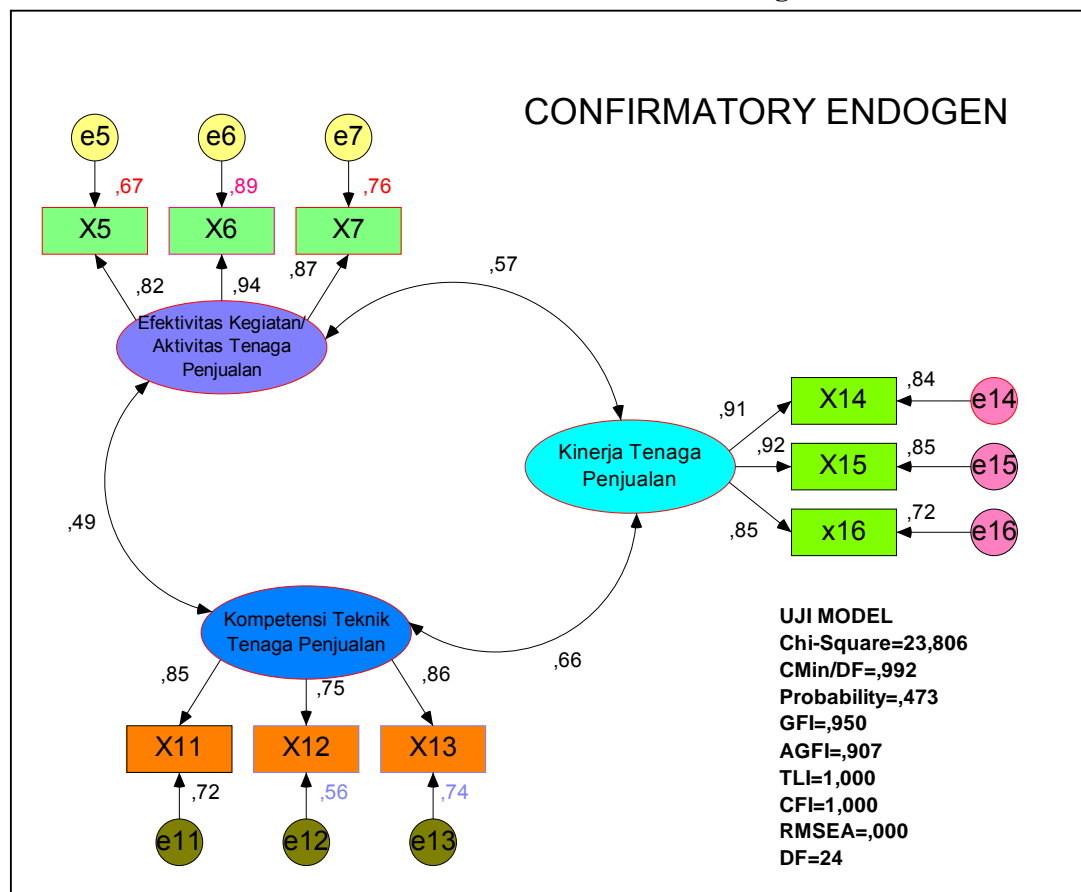 CONFIRMATORY ENDOGEN
e5
e6
e7
,67
,89
,76
X5
X6
X7
,82
,94
,87
,57
Efektivitas Kegiatan/
Aktivitas Tenaga
Penjualan
X14
,84
e14
,91
,92
X15
,85
e15
Kinerja Tenaga
Penjualan
,85
x16
,72
e16
,49
Kompetensi Teknik
Tenaga Penjualan
,66
,85
,75
,86
X11
X12
X13
,72
,56
,74
e11
e12
e13
UJI MODEL
Chi-Square=23,806
CMin/DF=,992
Probability=,473
GFI=,950
AGFI=,907
TLI=1,000
CFI=1,000
RMSEA=,000
DF=24